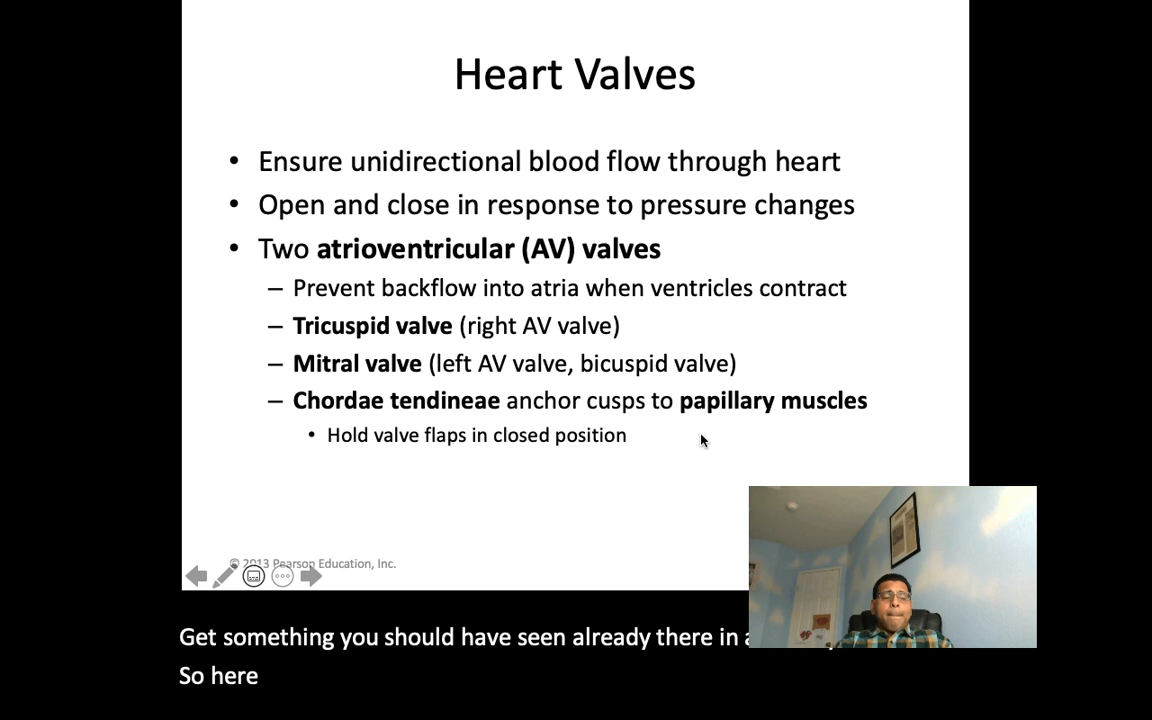 Heart Valves
• Ensure unidirectional blood flow through heart
• Open and close in response to pressure changes
• Two atrioventricular (AV) valves
– Prevent backflow into atria when ventricles contract
– Tricuspid valve (right AV valve)
– Mitral valve (left AV valve, bicuspid valve)
– Chordae tendineae anchor cusps to papillary muscles
• Hold valve flaps in closed position
© 2013 Pearson Education, Inc.
Get something you should have seen already there in
So here